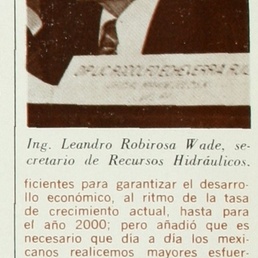 Ing. Leandro Robirosa Wade, se-
cretario de Recursos Hidráulicos.
ficientes para garantizar el desarro-
llo económico, al ritmo de la tasa
de crecimiento actual, hasta para
el año 2000; pero añadió que es
necesario que día a día los mexi-
canos realicemos mayores esfuer-